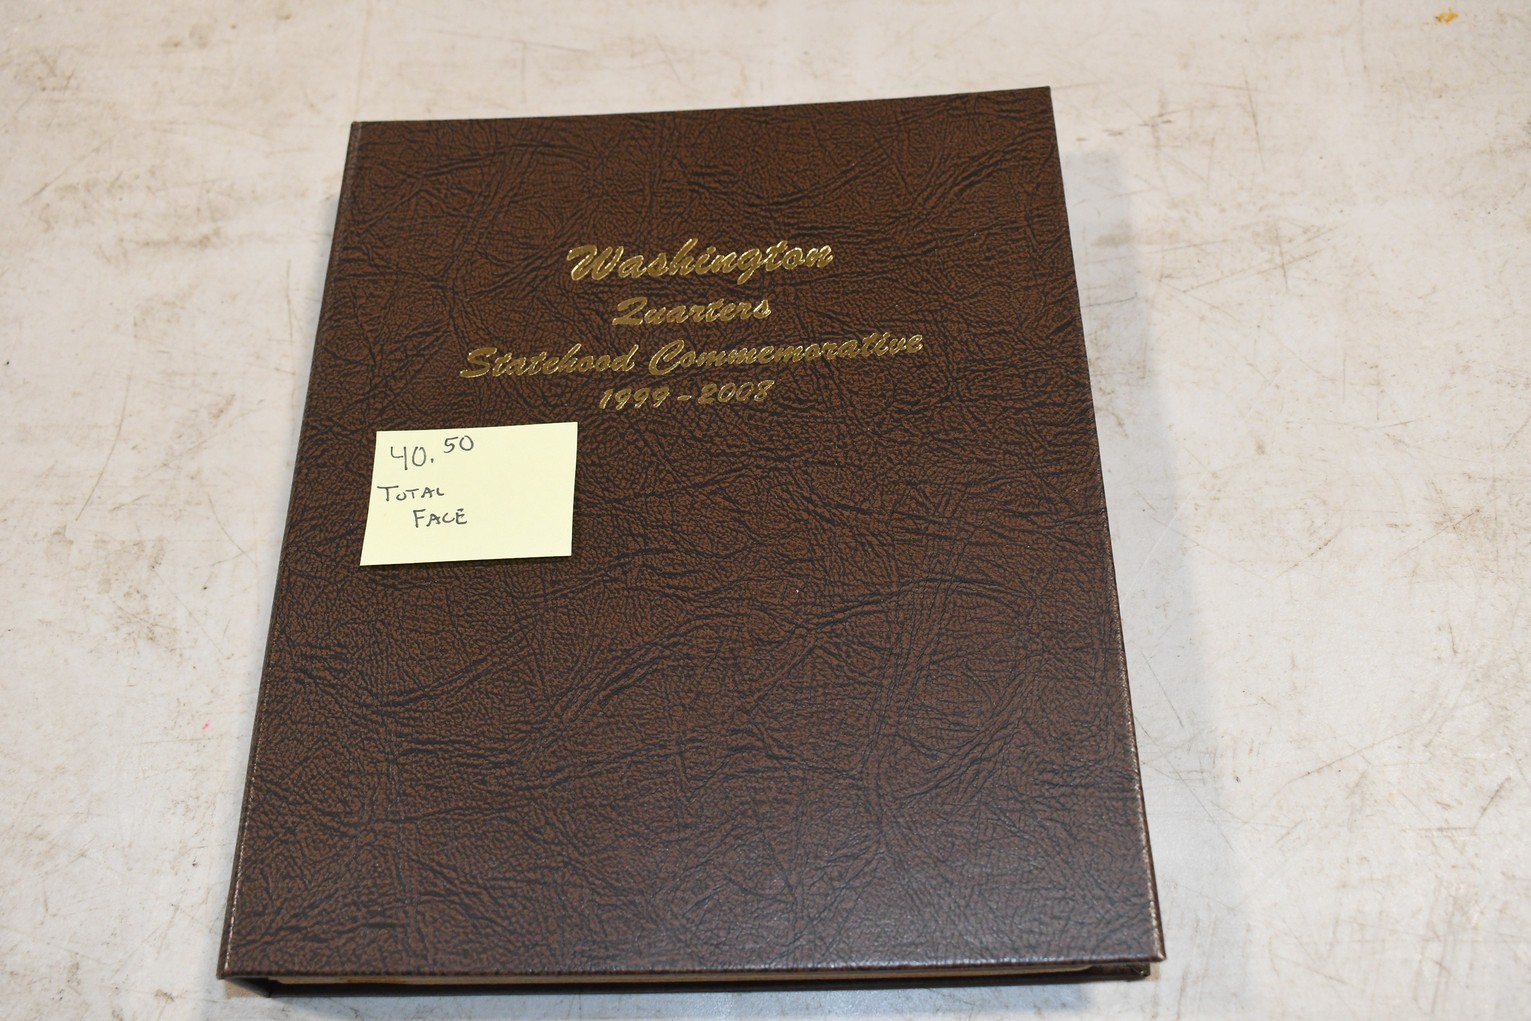 Washington
Quarters
Statehood Commemorative
1999-2008
40.50
TOTAL
FACE